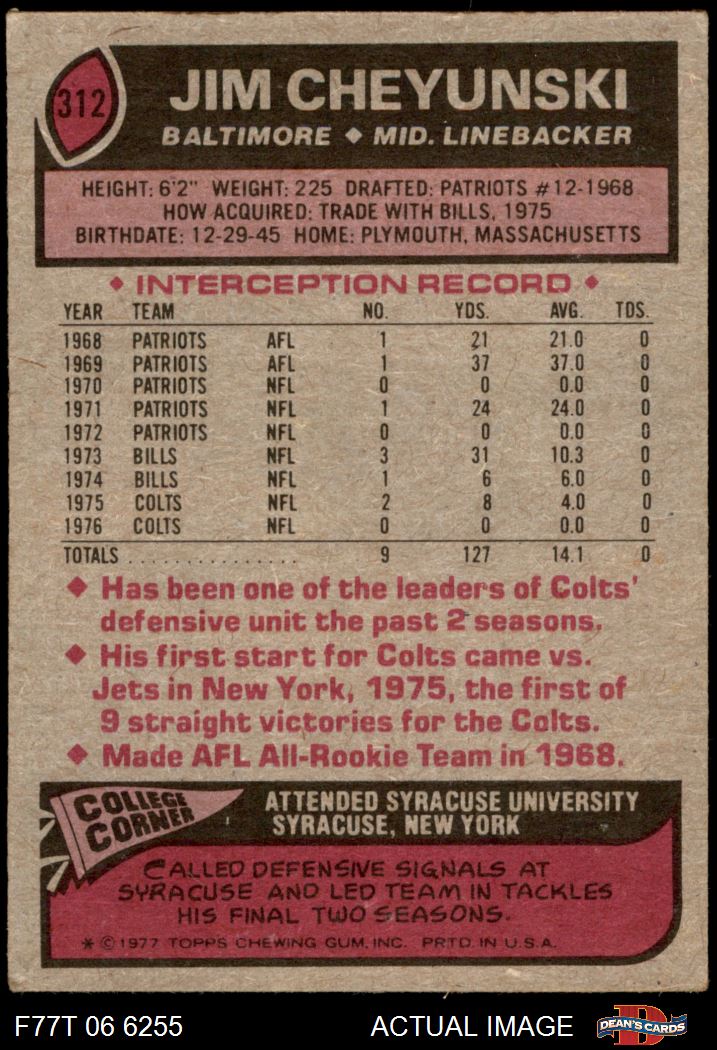 312
JIM CHEYUNSKI
BALTIMORE ◆ MID. LINEBACKER
HEIGHT: 6'2" WEIGHT: 225 DRAFTED: PATRIOTS #12-1968
HOW ACQUIRED: TRADE WITH BILLS, 1975
BIRTHDATE: 12-29-45 HOME: PLYMOUTH, MASSACHUSETTS
◆ INTERCEPTION RECORD ◆
YEAR TEAM NO. YDS. AVG. TDS.
1968 PATRIOTS AFL 1 21 21.0 0
1969 PATRIOTS AFL 1 37 37.0 0
1970 PATRIOTS NFL 0 0 0.0 0
1971 PATRIOTS NFL 1 24 24.0 0
1972 PATRIOTS NFL 0 0 0.0 0
1973 BILLS NFL 3 31 10.3 0
1974 BILLS NFL 1 6 6.0 0
1975 COLTS NFL 2 8 4.0 0
1976 COLTS NFL 0 0 0.0 0
TOTALS ................ 9 127 14.1 0
◆ Has been one of the leaders of Colts'
defensive unit the past 2 seasons.
◆ His first start for Colts came vs.
Jets in New York, 1975, the first of
9 straight victories for the Colts.
◆ Made AFL All-Rookie Team in 1968.
COLLEGE
CORNER
ATTENDED SYRACUSE UNIVERSITY
SYRACUSE, NEW YORK
CALLED DEFENSIVE SIGNALS AT
SYRACUSE AND LED TEAM IN TACKLES
HIS FINAL TWO SEASONS.
* © 1977 TOPPS CHEWING GUM, INC. PRTD. IN U.S.A.
F77T 06 6255 ACTUAL IMAGE
D
DEAN'S CARDS